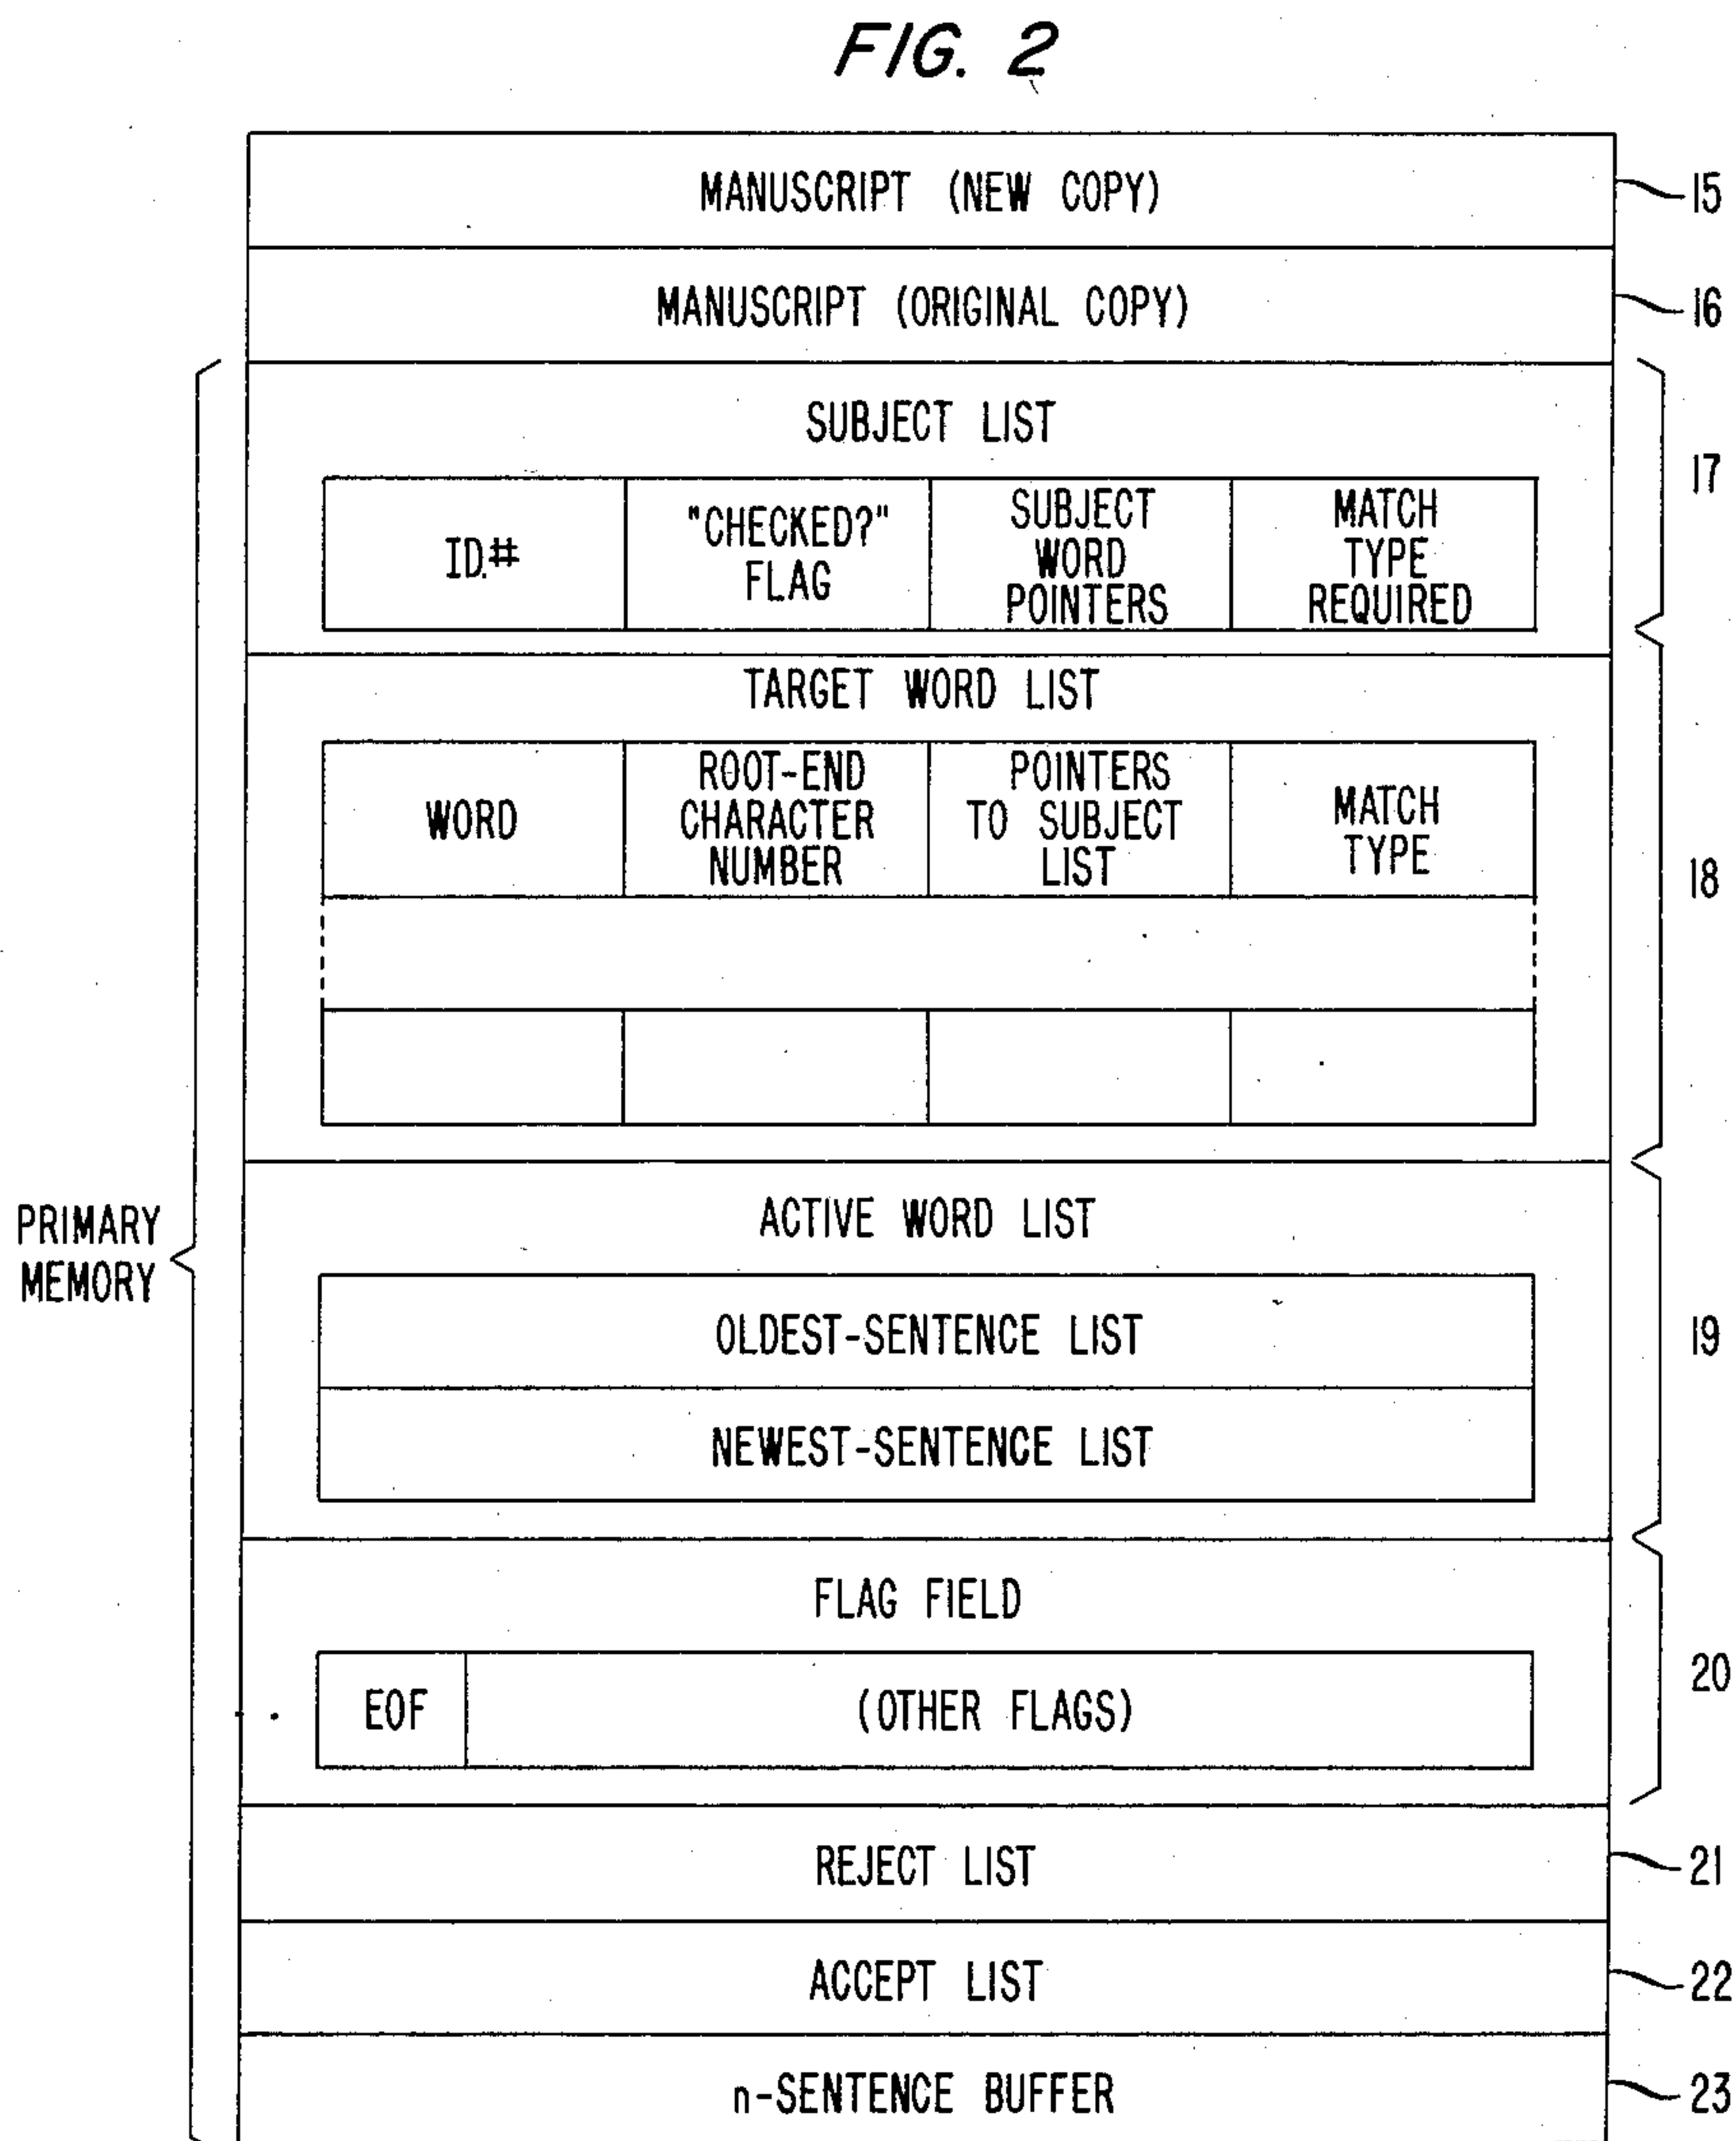 FIG. 2
MANUSCRIPT (NEW COPY)
15
MANUSCRIPT (ORIGINAL COPY)
16
SUBJECT LIST
17
ID.#
"CHECKED?"
FLAG
SUBJECT
WORD
POINTERS
MATCH
TYPE
REQUIRED
TARGET WORD LIST
18
WORD
ROOT-END
CHARACTER
NUMBER
POINTERS
TO SUBJECT
LIST
MATCH
TYPE
PRIMARY
MEMORY
ACTIVE WORD LIST
19
OLDEST-SENTENCE LIST
NEWEST-SENTENCE LIST
FLAG FIELD
20
EOF
(OTHER FLAGS)
REJECT LIST
21
ACCEPT LIST
22
n-SENTENCE BUFFER
23